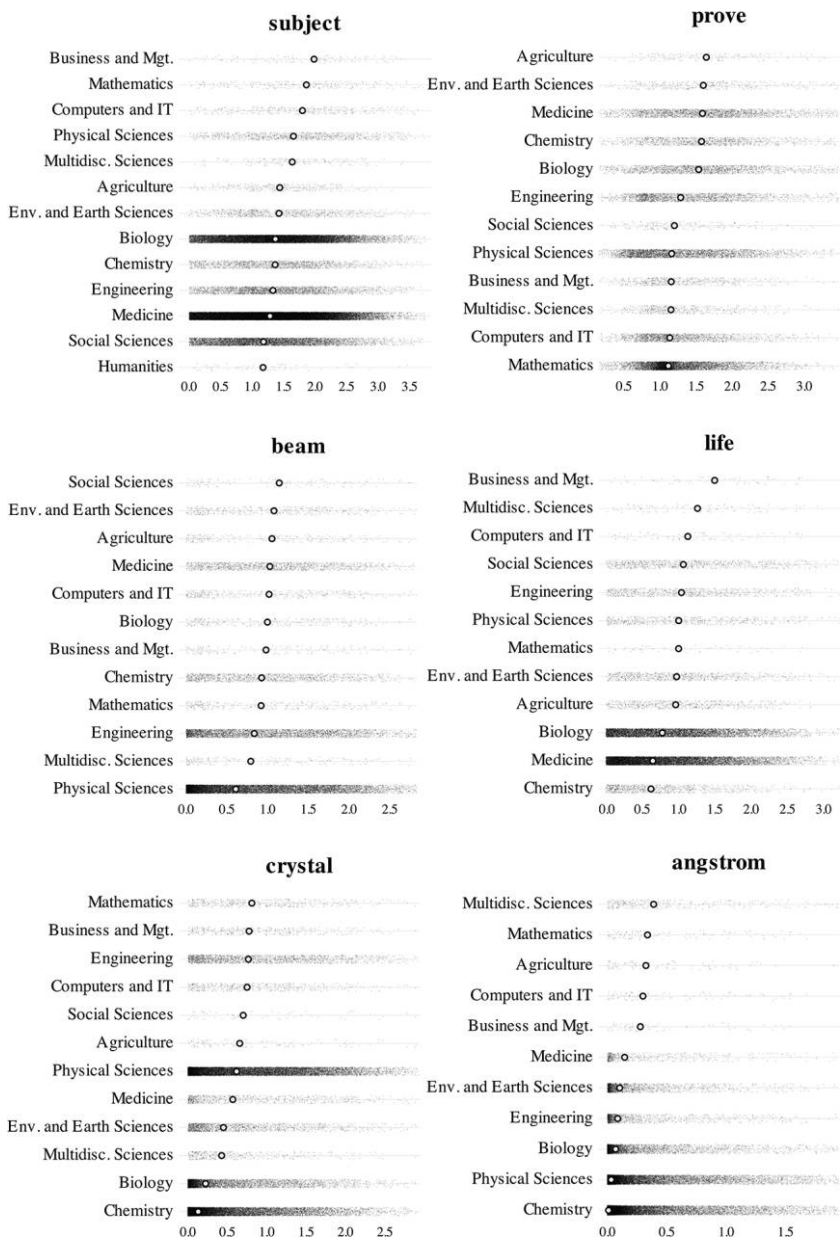 subject
Business and Mgt.
Mathematics
Computers and IT
Physical Sciences
Multidisc. Sciences
Agriculture
Env. and Earth Sciences
Biology
Chemistry
Engineering
Medicine
Social Sciences
Humanities
0.0 0.5 1.0 1.5 2.0 2.5 3.0 3.5
prove
Agriculture
Env. and Earth Sciences
Medicine
Chemistry
Biology
Engineering
Social Sciences
Physical Sciences
Business and Mgt.
Multidisc. Sciences
Computers and IT
Mathematics
0.5 1.0 1.5 2.0 2.5 3.0
beam
Social Sciences
Env. and Earth Sciences
Agriculture
Medicine
Computers and IT
Biology
Business and Mgt.
Chemistry
Mathematics
Engineering
Multidisc. Sciences
Physical Sciences
0.0 0.5 1.0 1.5 2.0 2.5
life
Business and Mgt.
Multidisc. Sciences
Computers and IT
Social Sciences
Engineering
Physical Sciences
Mathematics
Env. and Earth Sciences
Agriculture
Biology
Medicine
Chemistry
0.0 0.5 1.0 1.5 2.0 2.5 3.0
crystal
Mathematics
Business and Mgt.
Engineering
Computers and IT
Social Sciences
Agriculture
Physical Sciences
Medicine
Env. and Earth Sciences
Multidisc. Sciences
Biology
Chemistry
0.0 0.5 1.0 1.5 2.0 2.5
angstrom
Multidisc. Sciences
Mathematics
Agriculture
Computers and IT
Business and Mgt.
Medicine
Env. and Earth Sciences
Engineering
Biology
Physical Sciences
Chemistry
0.0 0.5 1.0 1.5